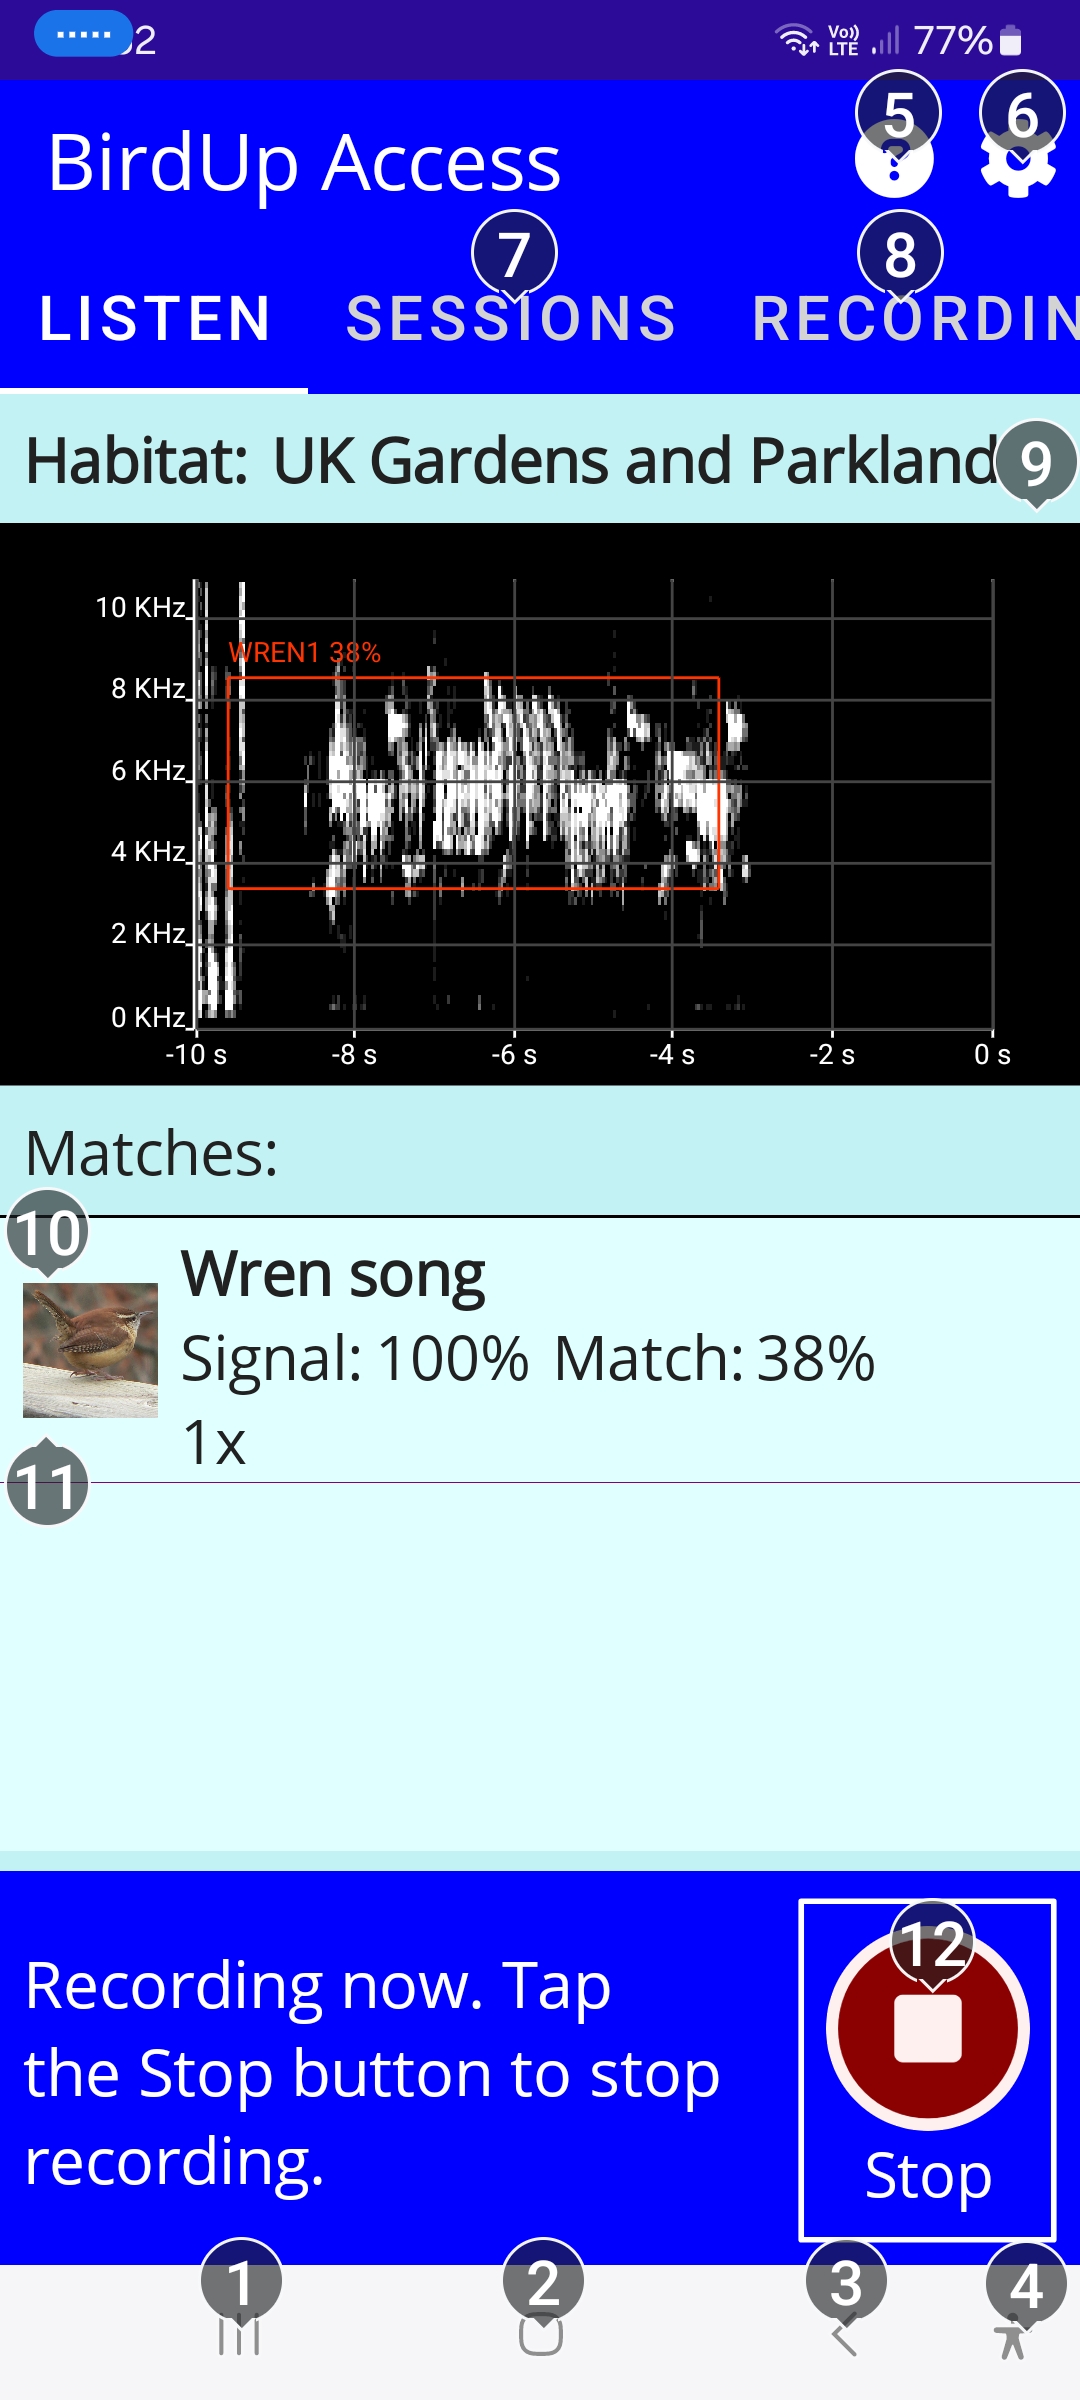 2
Vo)) LTE 77%
BirdUp Access
5 6
7 8
LISTEN SESSIONS RECORDIN
Habitat: UK Gardens and Parkland 9
10 KHz
WREN1 38%
8 KHz
6 KHz
4 KHz
2 KHz
0 KHz
-10 s -8 s -6 s -4 s -2 s 0 s
Matches:
10
Wren song
Signal: 100% Match: 38%
1x
11
12
Recording now. Tap
the Stop button to stop
recording.
Stop
1 2 3 4